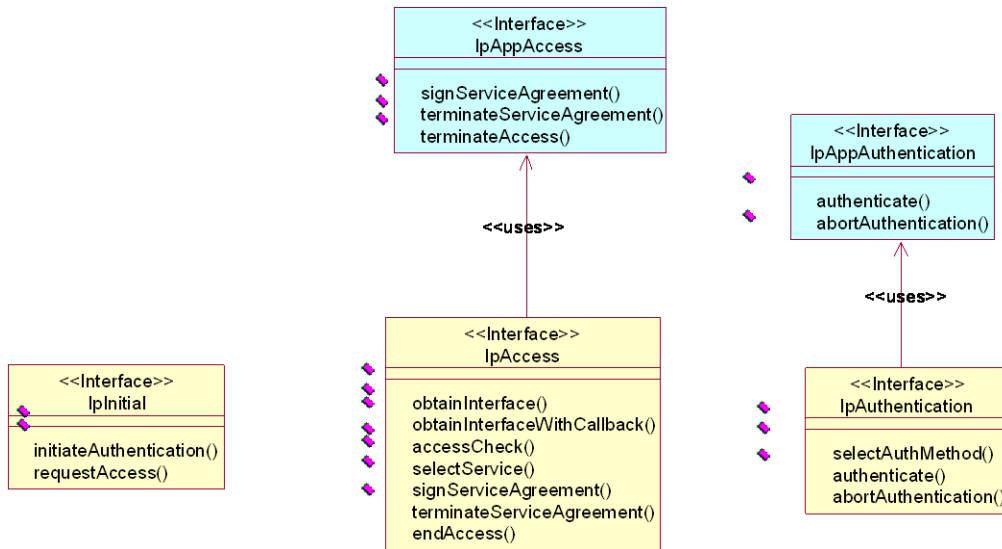 <<Interface>>
IpAppAccess
signServiceAgreement()
terminateServiceAgreement()
terminateAccess()
<<Interface>>
IpAppAuthentication
authenticate()
abortAuthentication()
<<uses>>
<<uses>>
<<Interface>>
IpInitial
initiateAuthentication()
requestAccess()
<<Interface>>
IpAccess
obtainInterface()
obtainInterfaceWithCallback()
accessCheck()
selectService()
signServiceAgreement()
terminateServiceAgreement()
endAccess()
<<Interface>>
IpAuthentication
selectAuthMethod()
authenticate()
abortAuthentication()